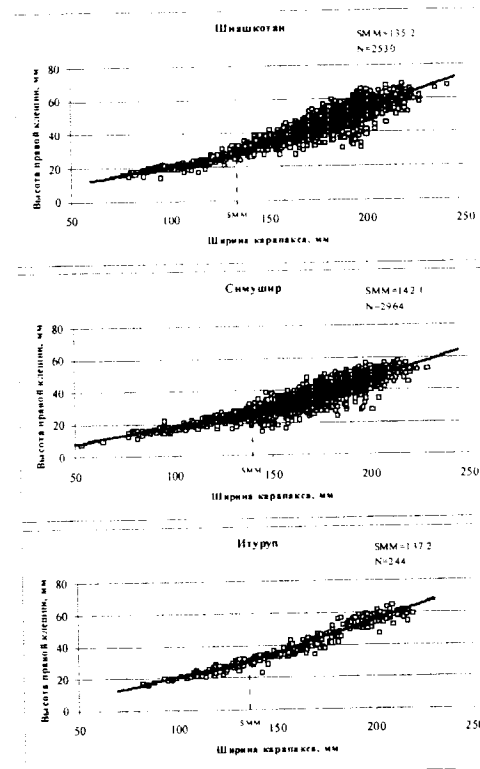 Шиашкотан
SMM=135.2
N=2530
Высота правой клешни, мм
80
60
40
20
0
50
100
SMM
150
200
250
Ширина карапакса, мм
Симушир
SMM=142.1
N=2964
Высота правой клешни, мм
80
60
40
20
0
50
100
SMM
150
200
250
Ширина карапакса, мм
Итуруп
SMM=137.2
N=244
Высота правой клешни, мм
80
60
40
20
0
50
100
SMM
150
200
250
Ширина карапакса, мм